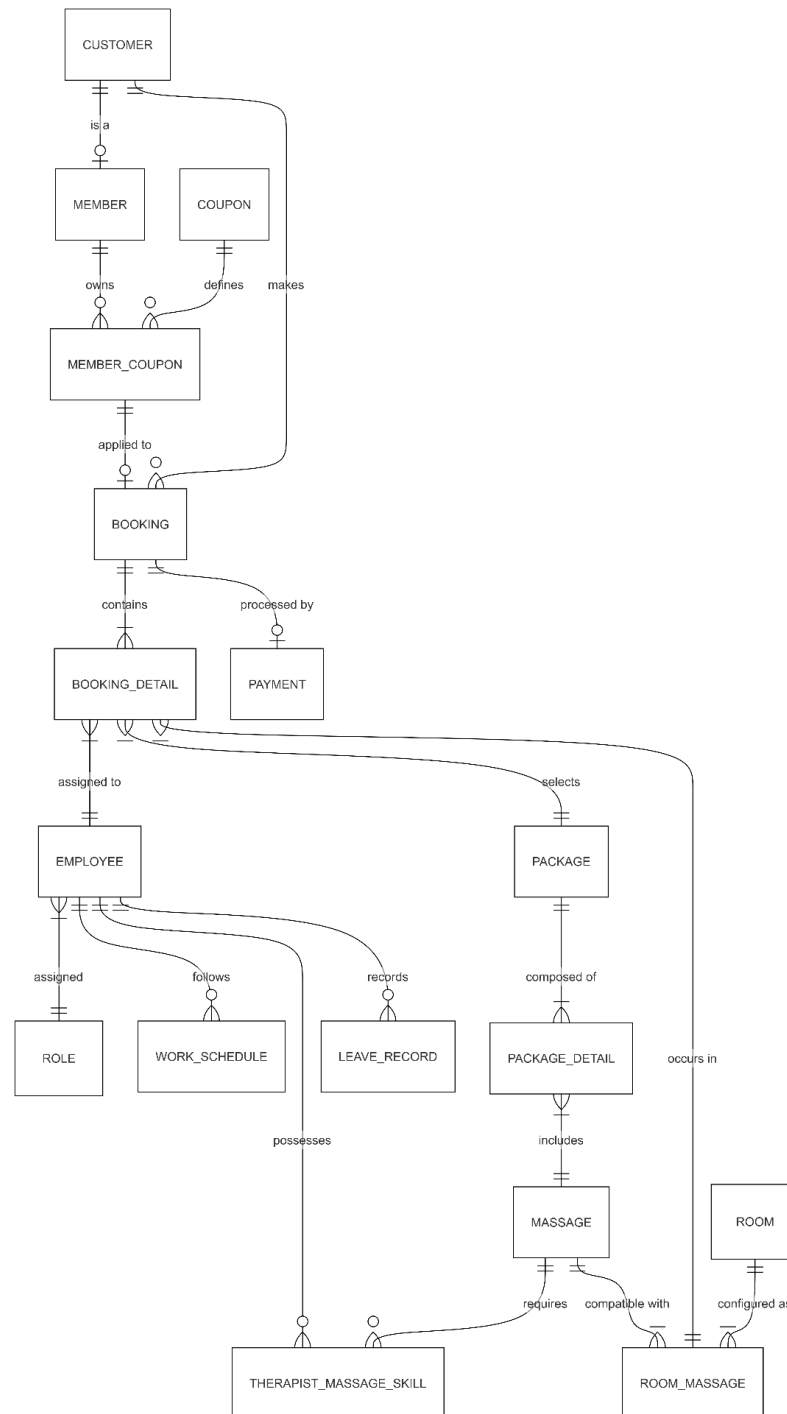 CUSTOMER
is a
MEMBER
COUPON
owns
defines
makes
MEMBER_COUPON
applied to
BOOKING
contains
processed by
BOOKING_DETAIL
PAYMENT
assigned to
selects
EMPLOYEE
PACKAGE
assigned
follows
records
composed of
ROLE
WORK_SCHEDULE
LEAVE_RECORD
PACKAGE_DETAIL
occurs in
possesses
includes
MASSAGE
ROOM
requires
compatible with
configured as
THERAPIST_MASSAGE_SKILL
ROOM_MASSAGE